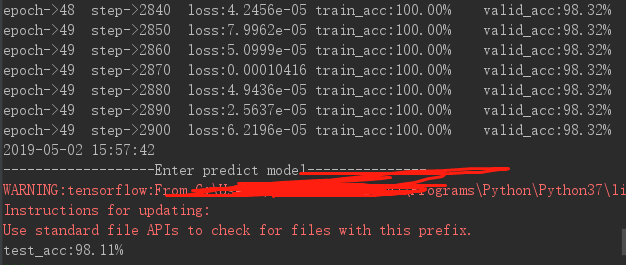 epoch->48 step->2840 loss:4.2456e-05 train_acc:100.00% valid_acc:98.32%
epoch->49 step->2850 loss:7.9962e-05 train_acc:100.00% valid_acc:98.32%
epoch->49 step->2860 loss:5.0999e-05 train_acc:100.00% valid_acc:98.32%
epoch->49 step->2870 loss:0.00010416 train_acc:100.00% valid_acc:98.32%
epoch->49 step->2880 loss:4.9436e-05 train_acc:100.00% valid_acc:98.32%
epoch->49 step->2890 loss:2.5637e-05 train_acc:100.00% valid_acc:98.32%
epoch->49 step->2900 loss:6.2196e-05 train_acc:100.00% valid_acc:98.32%
2019-05-02 15:57:42
-------------------Enter predict model---------------
WARNING:tensorflow:From Programs\Python\Python37\li
Instructions for updating:
Use standard file APIs to check for files with this prefix.
test_acc:98.11%